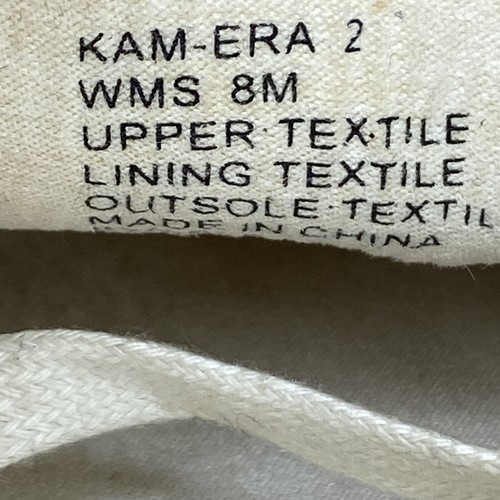 KAM-ERA 2
WMS 8M
UPPER TEXTILE
LINING TEXTILE
OUTSOLE TEXTIL
MADE IN CHINA